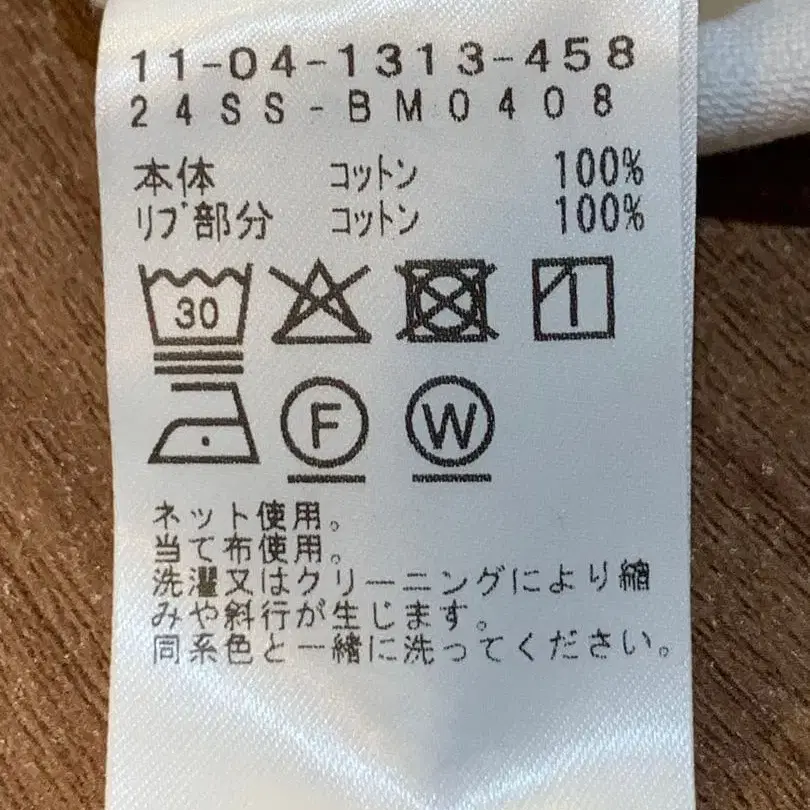 11-04-1313-458
24SS-BM0408
本体 コットン 100%
リブ部分 コットン 100%
30
F W
ネット使用。
当て布使用。
洗濯又はクリーニングにより縮
みや斜行が生じます。
同系色と一緒に洗ってください。